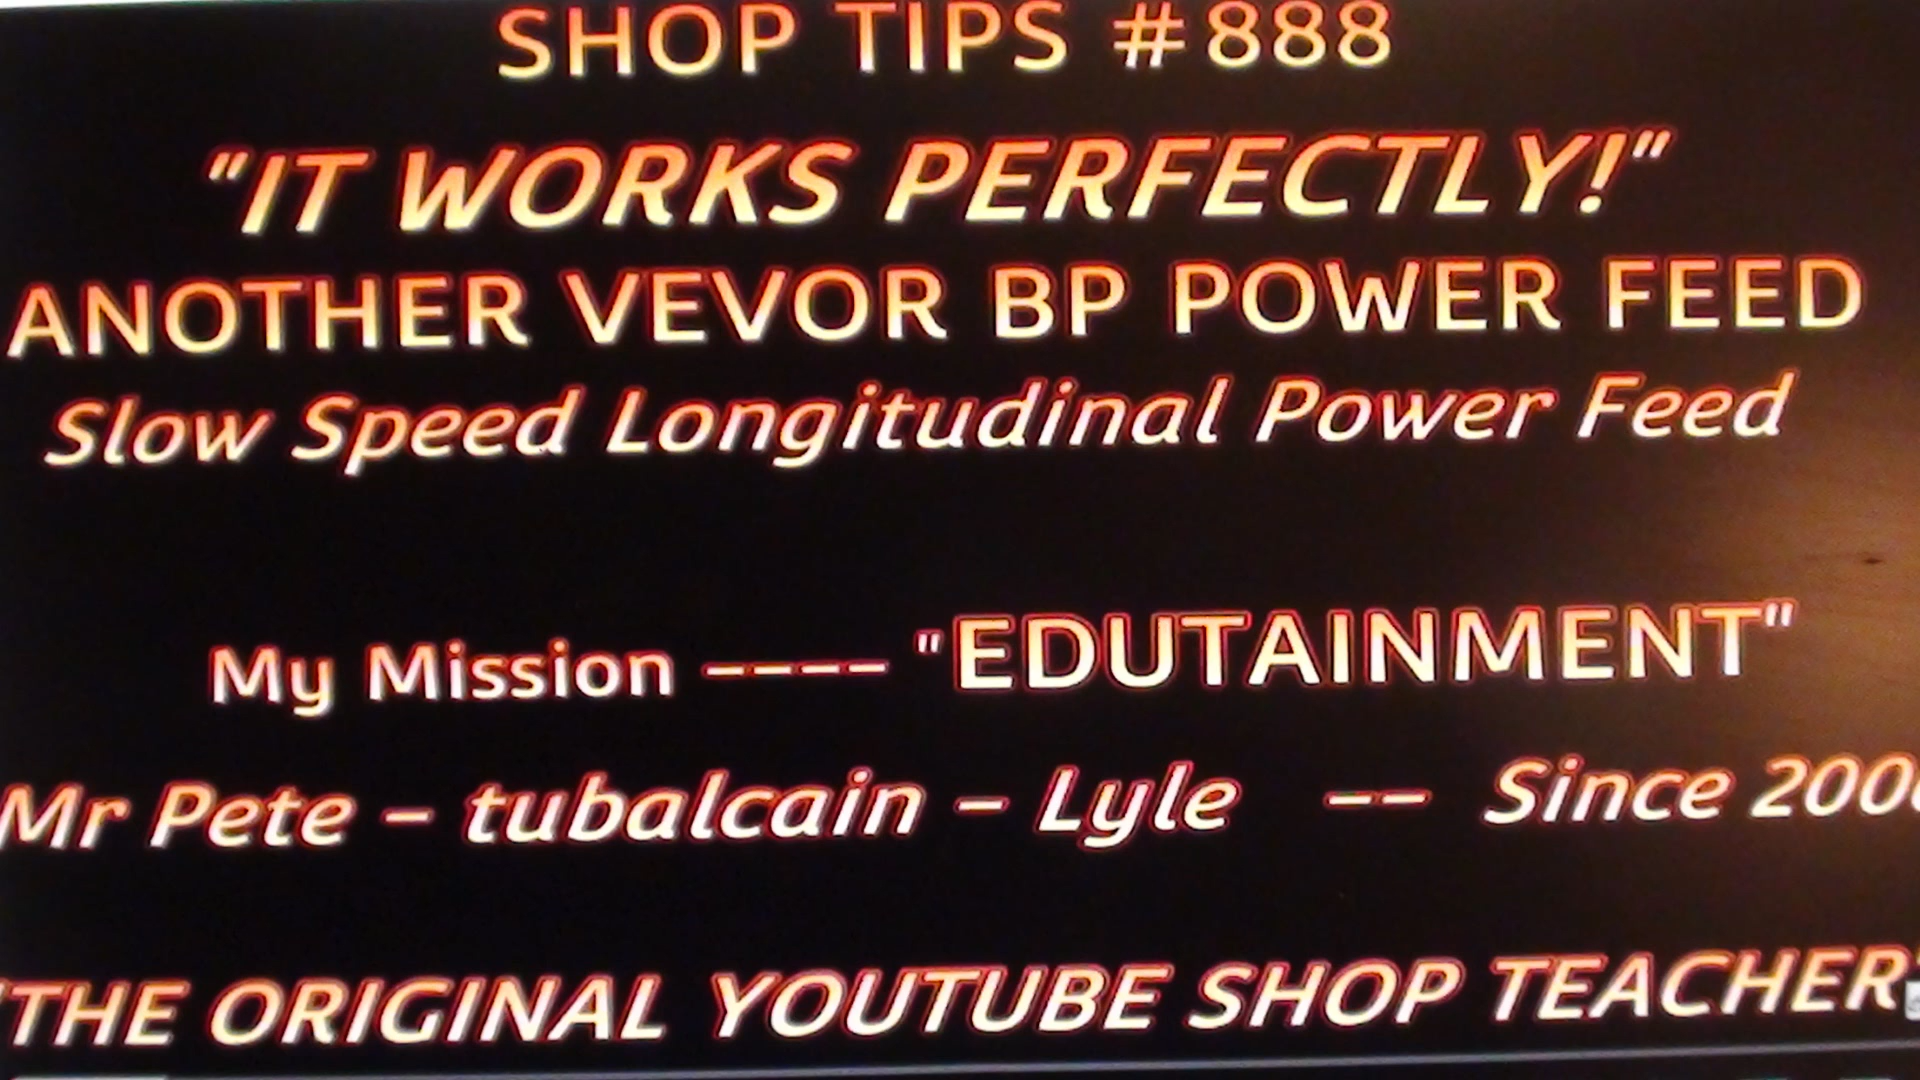 SHOP TIPS #888
"IT WORKS PERFECTLY!"
ANOTHER VEVOR BP POWER FEED
Slow Speed Longitudinal Power Feed
My Mission ---- "EDUTAINMENT"
Mr Pete - tubalcain - Lyle -- Since
"THE ORIGINAL YOUTUBE SHOP TEACHER"